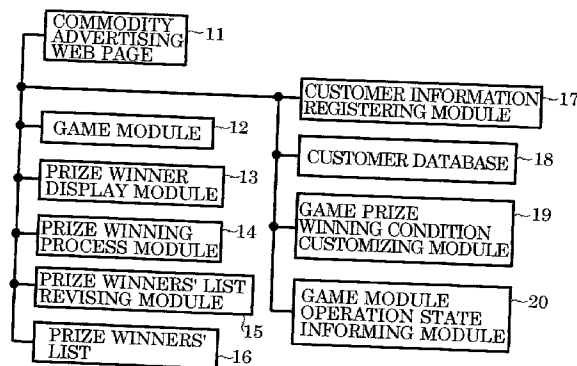 COMMODITY
ADVERTISING
WEB PAGE
11
GAME MODULE
12
PRIZE WINNER
DISPLAY MODULE
13
PRIZE WINNING
PROCESS MODULE
14
PRIZE WINNERS' LIST
REVISING MODULE
15
PRIZE WINNERS'
LIST
16
CUSTOMER INFORMATION
REGISTERING MODULE
17
CUSTOMER DATABASE
18
GAME PRIZE
WINNING CONDITION
CUSTOMIZING MODULE
19
GAME MODULE
OPERATION STATE
INFORMING MODULE
20